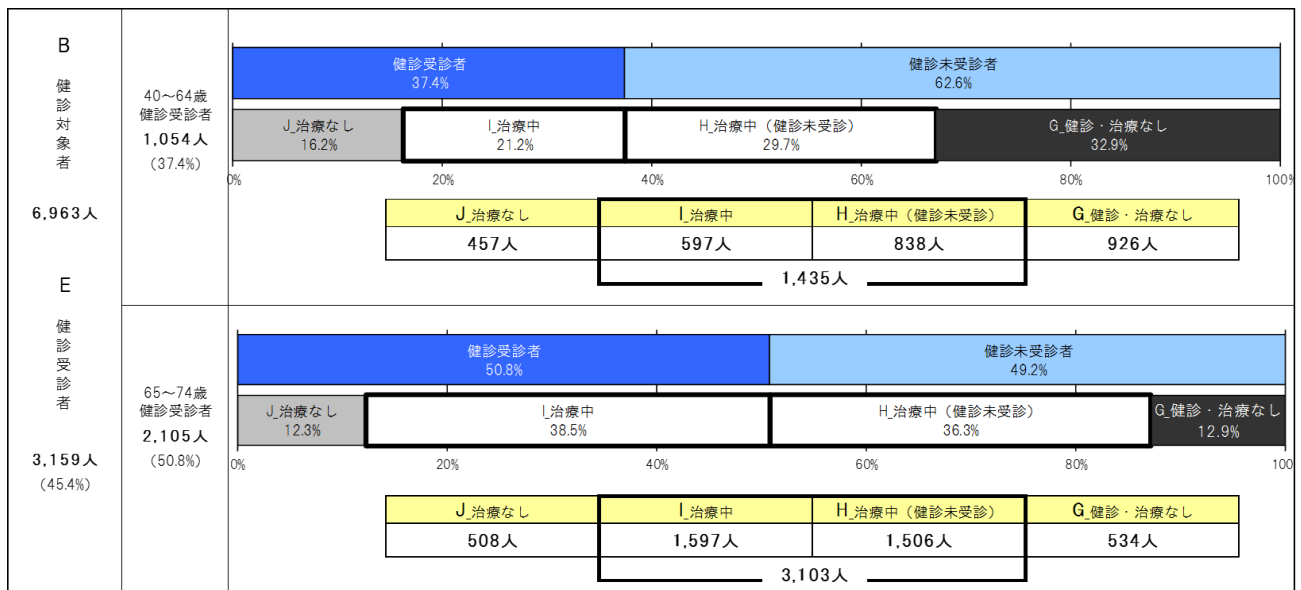 B
健診対象者
6,963人
E
健診受診者
3,159人
(45.4%)
40～64歳
健診受診者
1,054人
(37.4%)
健診受診者
37.4%
健診未受診者
62.6%
J_治療なし
16.2%
I_治療中
21.2%
H_治療中（健診未受診）
29.7%
G_健診・治療なし
32.9%
0% 20% 40% 60% 80% 100%
J_治療なし I_治療中 H_治療中（健診未受診） G_健診・治療なし
457人 597人 838人 926人
1,435人
65～74歳
健診受診者
2,105人
(50.8%)
健診受診者
50.8%
健診未受診者
49.2%
J_治療なし
12.3%
I_治療中
38.5%
H_治療中（健診未受診）
36.3%
G_健診・治療なし
12.9%
0% 20% 40% 60% 80% 100
J_治療なし I_治療中 H_治療中（健診未受診） G_健診・治療なし
508人 1,597人 1,506人 534人
3,103人